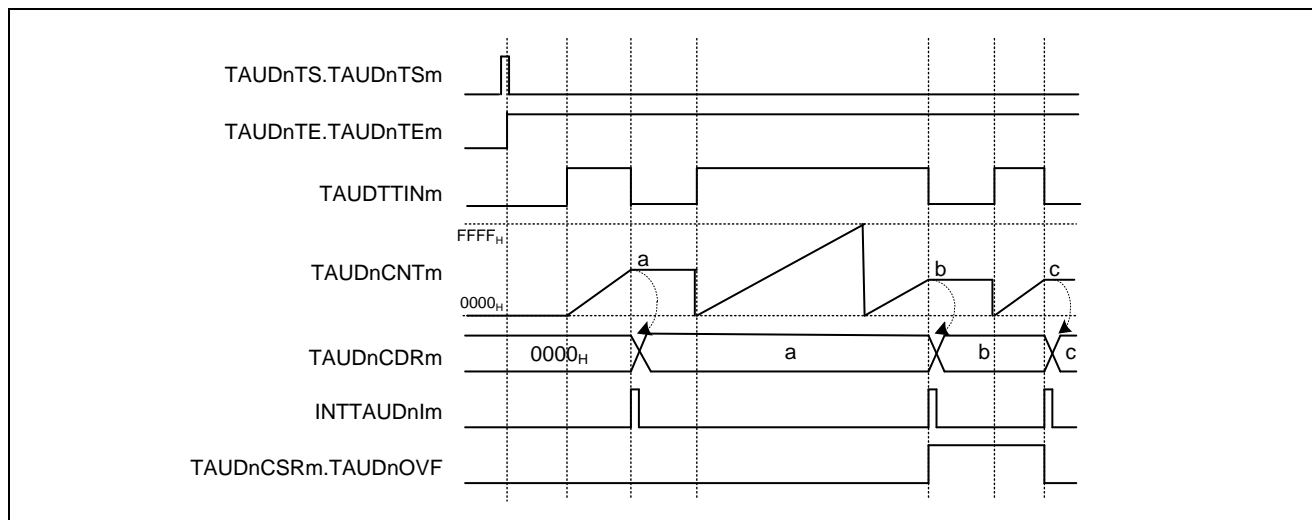 TAUDnTS.TAUDnTSm
TAUDnTE.TAUDnTEm
TAUDTTINm
FFFFH
TAUDnCNTm
a
b
c
0000H
TAUDnCDRm
0000H
a
b
c
INTTAUDnIm
TAUDnCSRm.TAUDnOVF